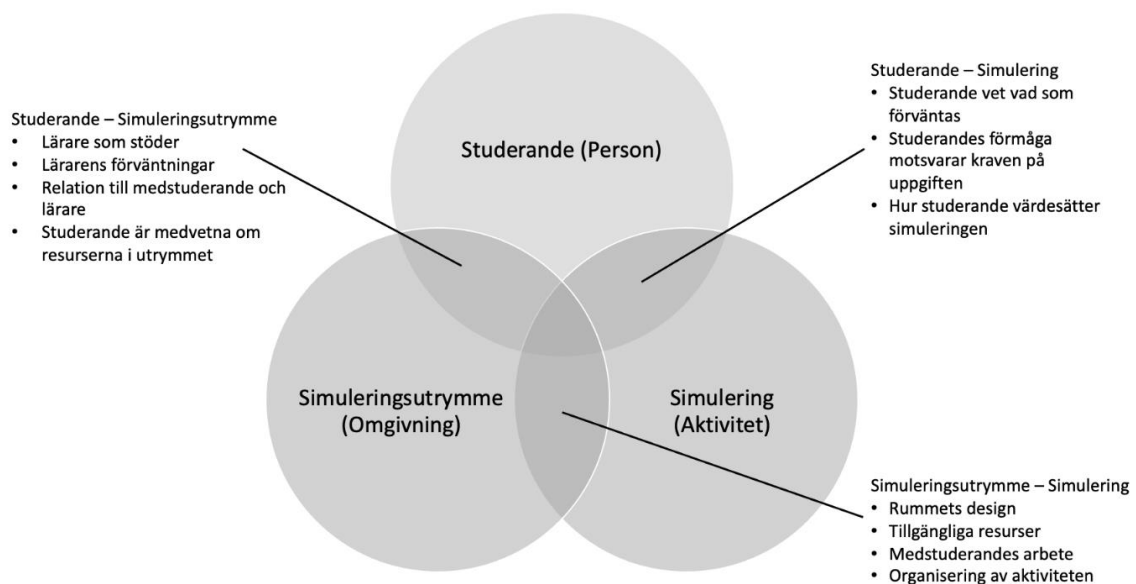 Studerande – Simuleringsutrymme
• Lärare som stöder
• Lärarens förväntningar
• Relation till medstuderande och
lärare
• Studerande är medvetna om
resurserna i utrymmet
Studerande (Person)
Studerande – Simulering
• Studerande vet vad som
förväntas
• Studerandes förmåga
motsvarar kraven på
uppgiften
• Hur studerande värdesätter
simuleringen
Simuleringsutrymme
(Omgivning)
Simulering
(Aktivitet)
Simuleringsutrymme – Simulering
• Rummets design
• Tillgängliga resurser
• Medstuderandes arbete
• Organisering av aktiviteten